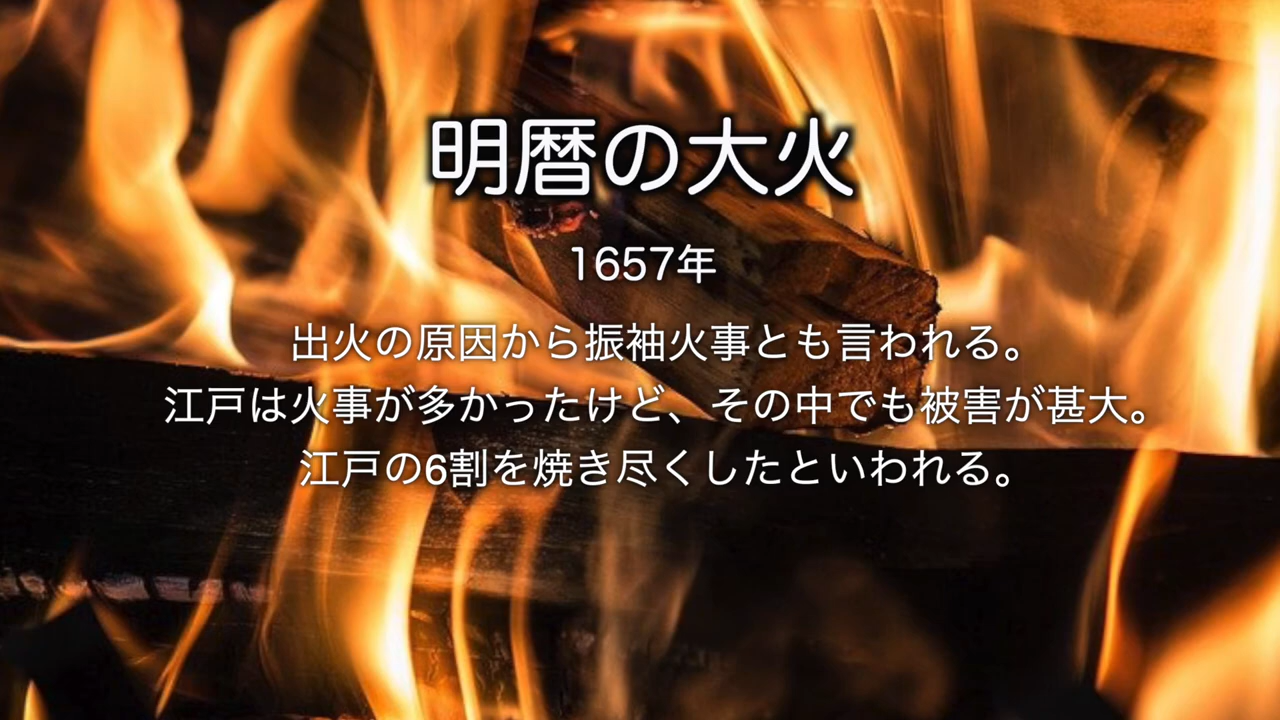 明暦の大火
1657年
出火の原因から振袖火事とも言われる。
江戸は火事が多かったけど、その中でも被害が甚大。
江戸の6割を焼き尽くしたといわれる。